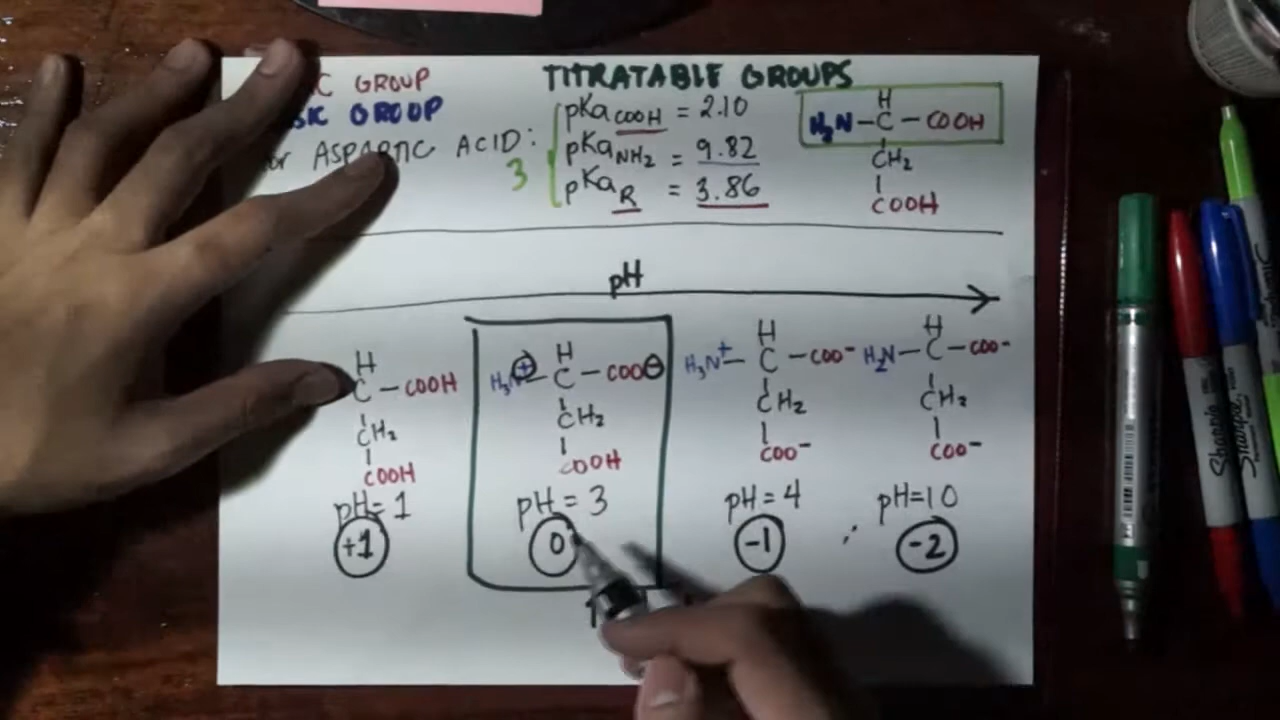 GROUP
TITRATABLE GROUPS
GROUP
For ASPARTIC ACID:
3
pKa COOH = 2.10
pKa NH₂ = 9.82
pKa R = 3.86
H
H₂N-C-COOH
CH₂
COOH
pH
H
C-COOH
CH₂
COOH
pH=1
+1
H
H₃N⊕-C-COO⊖
CH₂
COOH
pH=3
0
H
H₃N⁺-C-COO⁻
CH₂
COO⁻
pH=4
-1
H
H₂N-C-COO⁻
CH₂
COO⁻
pH=10
-2
Sharpie
Sharpie